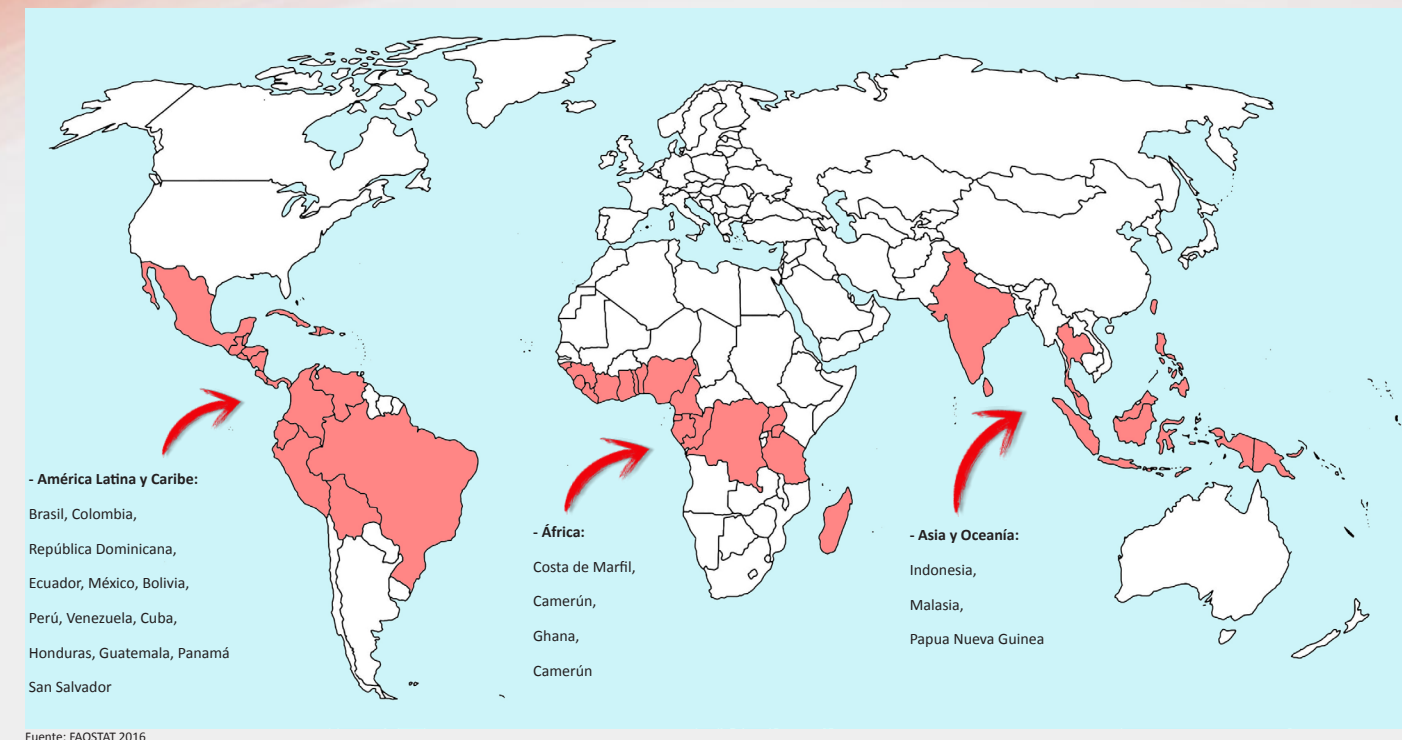 - América Latina y Caribe:
Brasil, Colombia,
República Dominicana,
Ecuador, México, Bolivia,
Perú, Venezuela, Cuba,
Honduras, Guatemala, Panamá
San Salvador
- África:
Costa de Marfil,
Camerún,
Ghana,
Camerún
- Asia y Oceanía:
Indonesia,
Malasia,
Papua Nueva Guinea
Fuente: FAOSTAT 2016